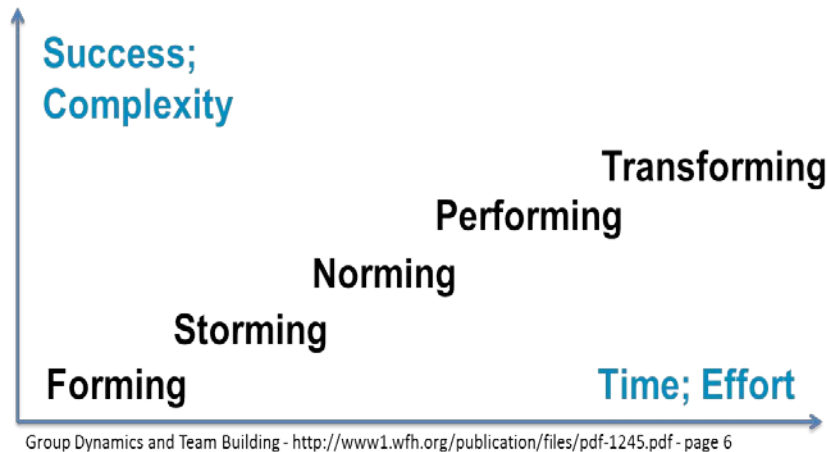 Success;
Complexity
Transforming
Performing
Norming
Storming
Forming
Time; Effort
Group Dynamics and Team Building - http://www1.wfh.org/publication/files/pdf-1245.pdf - page 6